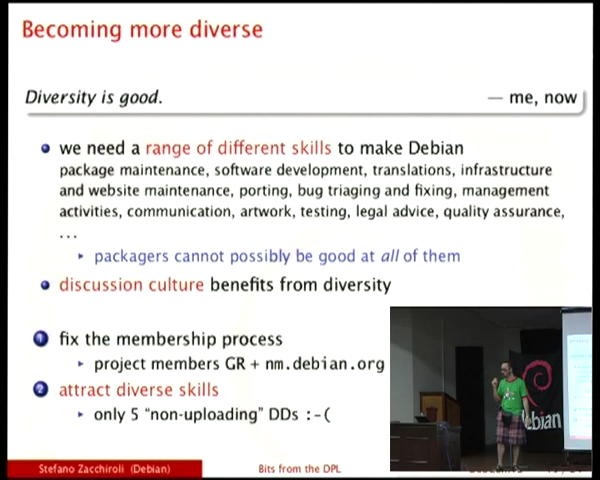 Becoming more diverse
Diversity is good. — me, now
we need a range of different skills to make Debian
package maintenance, software development, translations, infrastructure
and website maintenance, porting, bug triaging and fixing, management
activities, communication, artwork, testing, legal advice, quality assurance,
...
packagers cannot possibly be good at all of them
discussion culture benefits from diversity
1 fix the membership process
project members GR + nm.debian.org
2 attract diverse skills
only 5 “non-uploading” DDs :-(
ebian
Stefano Zacchiroli (Debian) Bits from the DPL